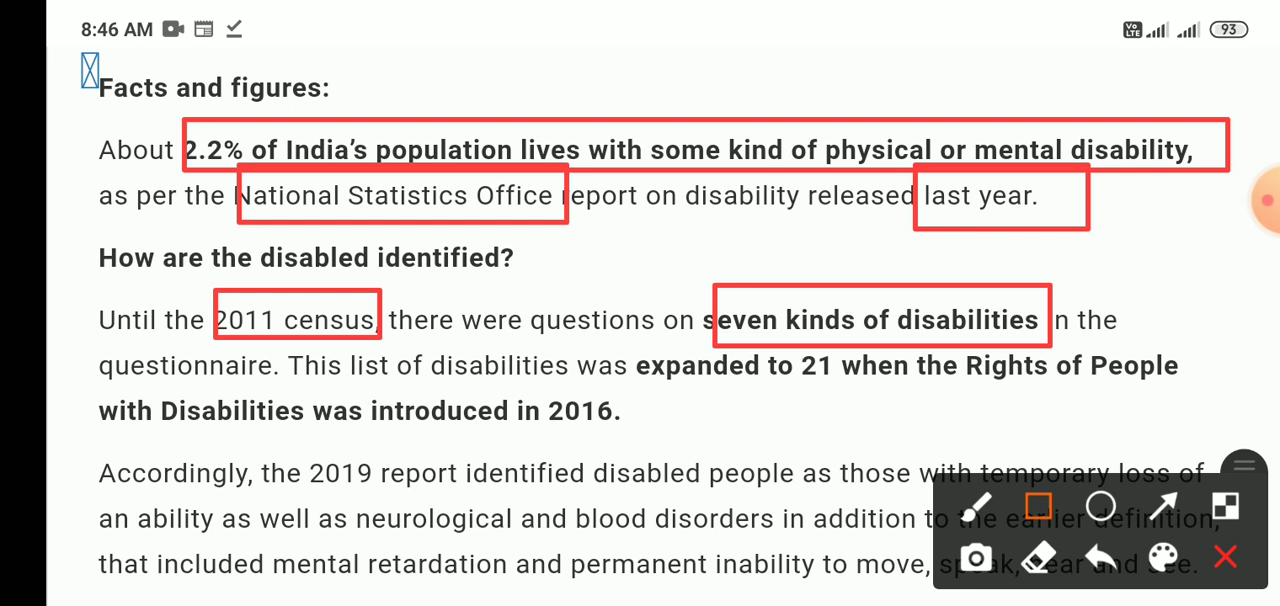 8:46 AM
Vo LTE 93
Facts and figures:
About 2.2% of India's population lives with some kind of physical or mental disability,
as per the National Statistics Office report on disability released last year.
How are the disabled identified?
Until the 2011 census, there were questions on seven kinds of disabilities in the
questionnaire. This list of disabilities was expanded to 21 when the Rights of People
with Disabilities was introduced in 2016.
Accordingly, the 2019 report identified disabled people as those with temporary loss of
an ability as well as neurological and blood disorders in addition to the earlier definition,
that included mental retardation and permanent inability to move, speak, hear and see.